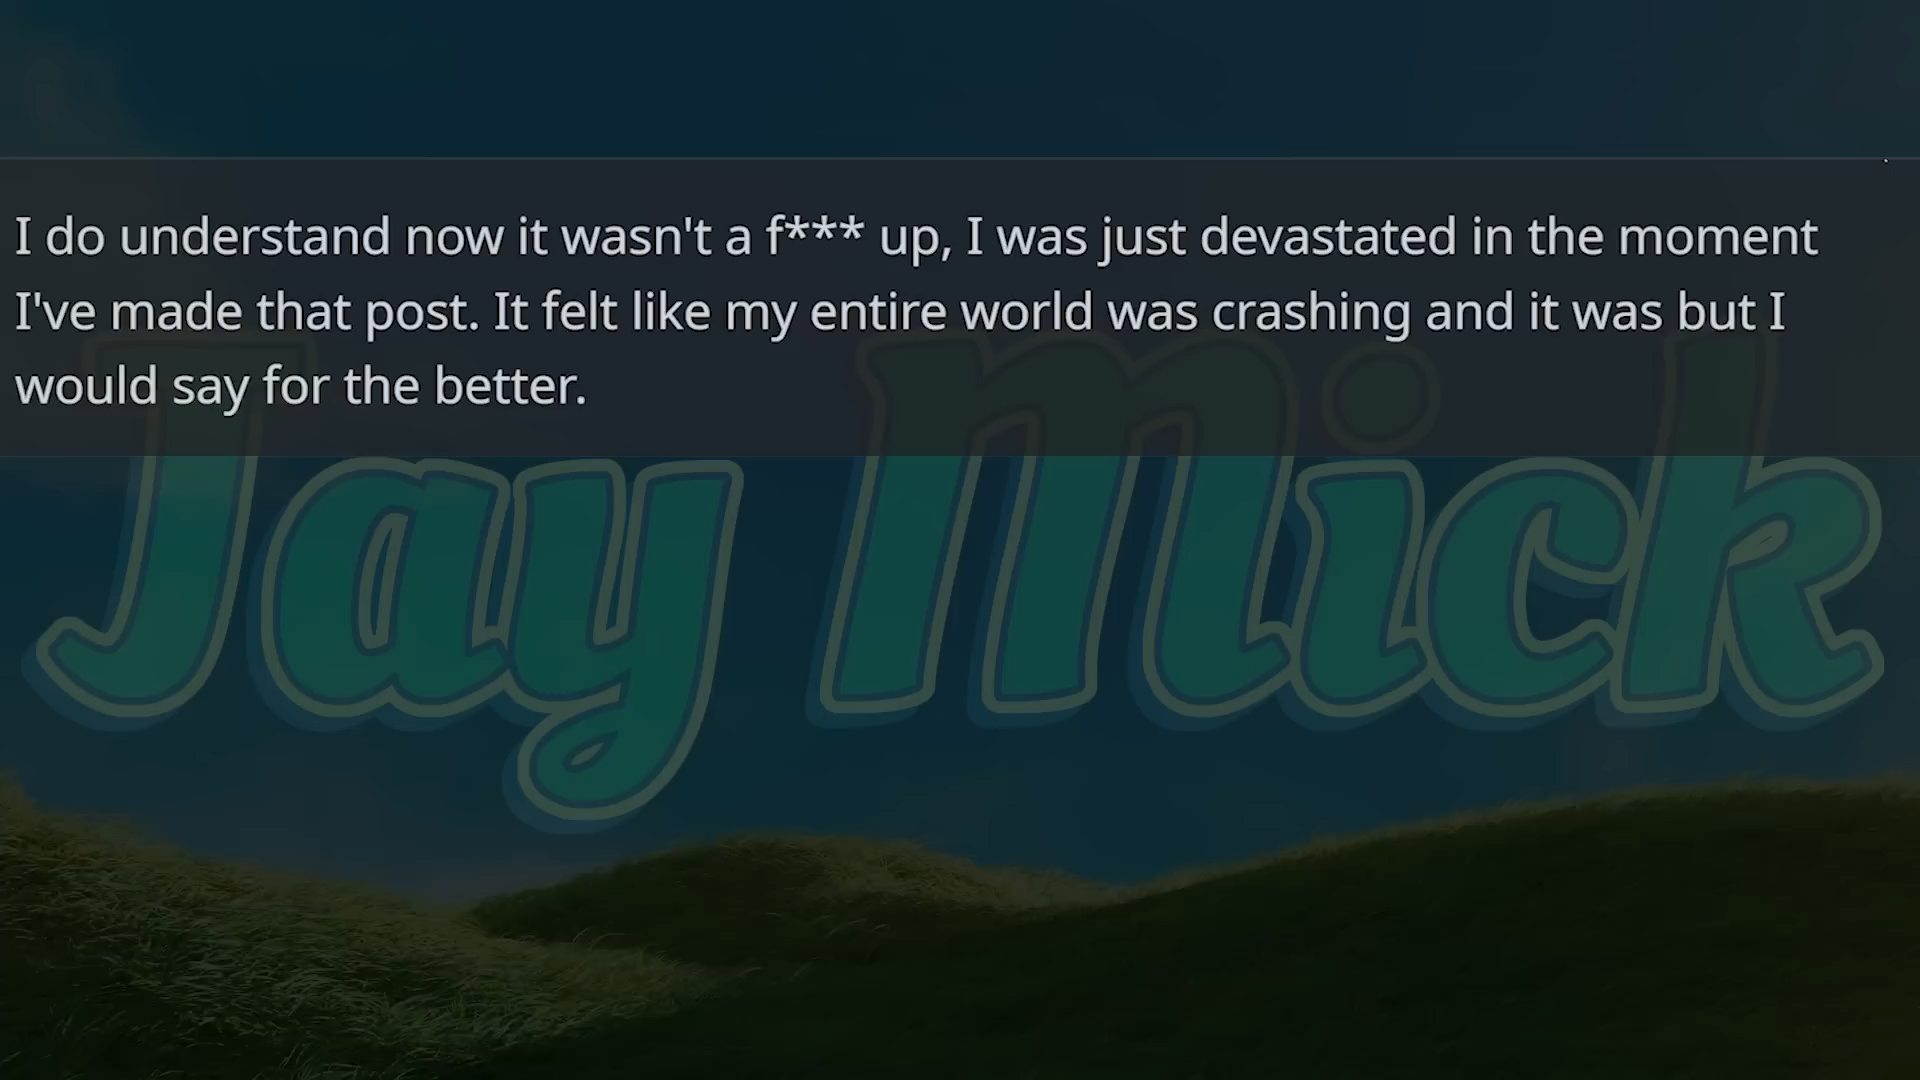 I do understand now it wasn't a f*** up, I was just devastated in the moment
I've made that post. It felt like my entire world was crashing and it was but I
would say for the better.
Jay Mick